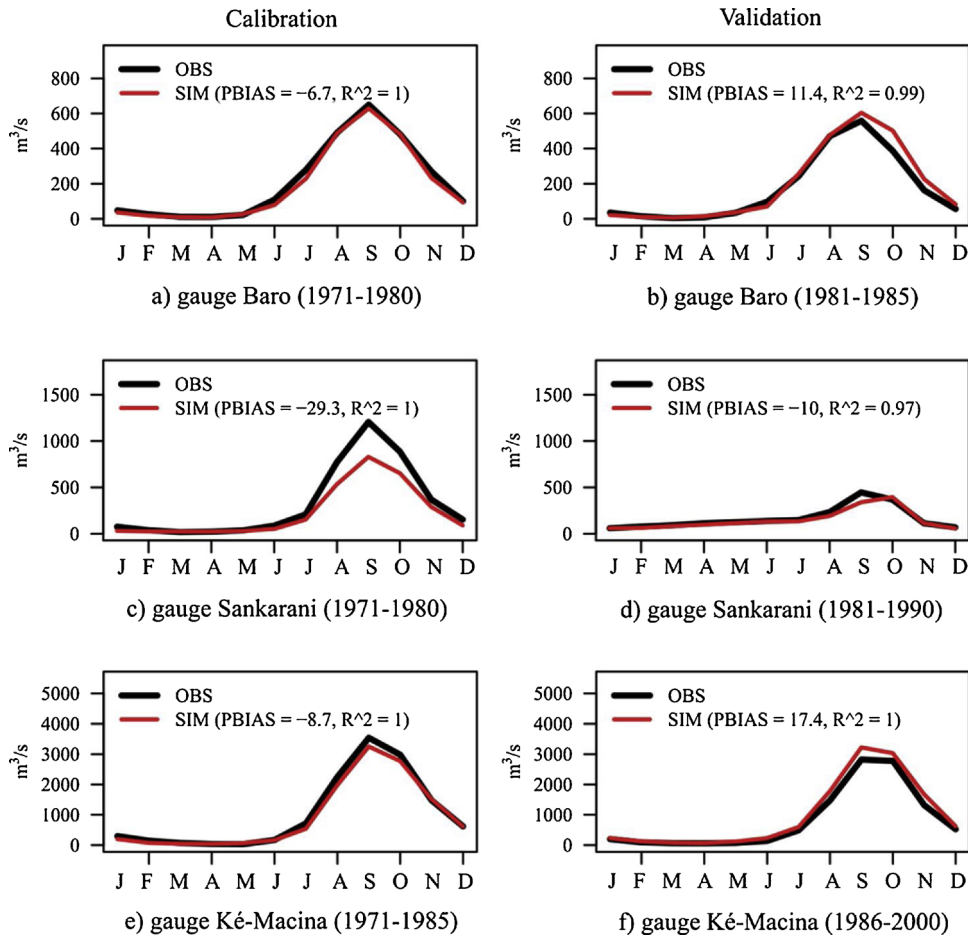 Calibration
Validation
800
600
400
200
0
m³/s
OBS
SIM (PBIAS = −6.7, R^2 = 1)
J F M A M J J A S O N D
a) gauge Baro (1971-1980)
800
600
400
200
0
m³/s
OBS
SIM (PBIAS = 11.4, R^2 = 0.99)
J F M A M J J A S O N D
b) gauge Baro (1981-1985)
1500
1000
500
0
m³/s
OBS
SIM (PBIAS = −29.3, R^2 = 1)
J F M A M J J A S O N D
c) gauge Sankarani (1971-1980)
1500
1000
500
0
m³/s
OBS
SIM (PBIAS = −10, R^2 = 0.97)
J F M A M J J A S O N D
d) gauge Sankarani (1981-1990)
5000
4000
3000
2000
1000
0
m³/s
OBS
SIM (PBIAS = −8.7, R^2 = 1)
J F M A M J J A S O N D
e) gauge Ké-Macina (1971-1985)
5000
4000
3000
2000
1000
0
m³/s
OBS
SIM (PBIAS = 17.4, R^2 = 1)
J F M A M J J A S O N D
f) gauge Ké-Macina (1986-2000)